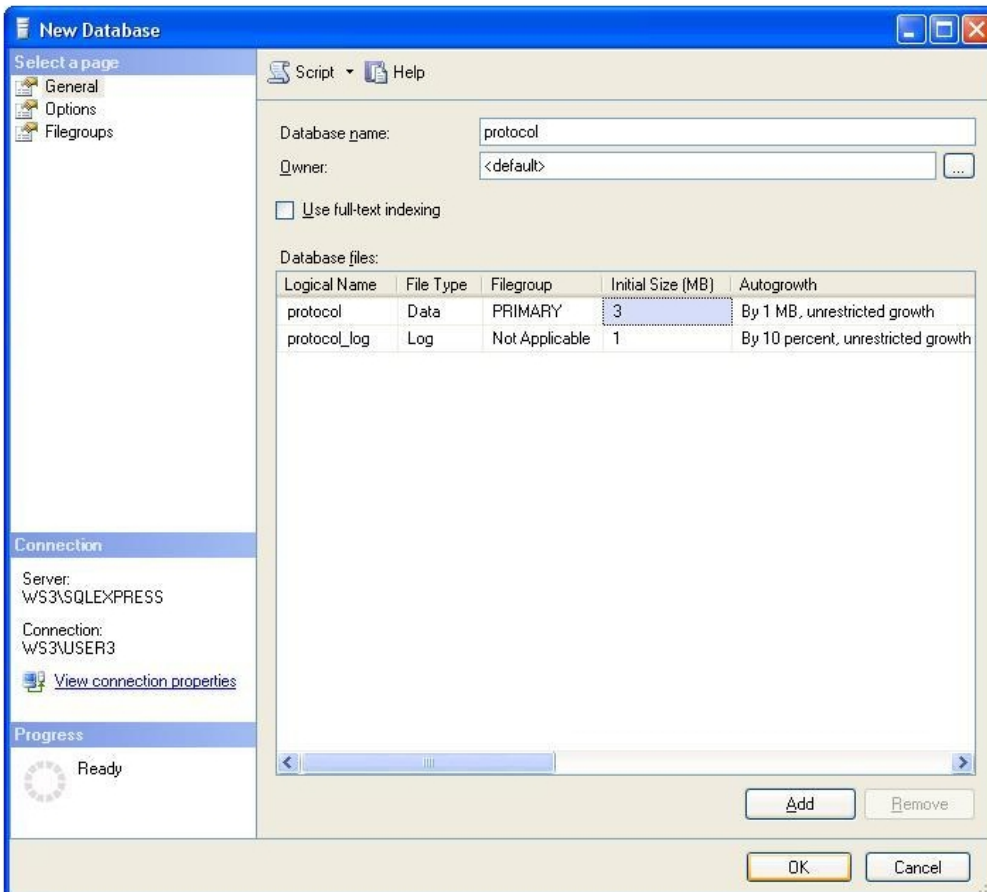 New Database
Select a page
General
Options
Filegroups
Script Help
Database name: protocol
Owner: <default> ...
Use full-text indexing
Database files:
Logical Name File Type Filegroup Initial Size (MB) Autogrowth
protocol Data PRIMARY 3 By 1 MB, unrestricted growth
protocol_log Log Not Applicable 1 By 10 percent, unrestricted growth
Connection
Server:
WS3\SQLEXPRESS
Connection:
WS3\USER3
View connection properties
Progress
Ready
Add Remove
OK Cancel